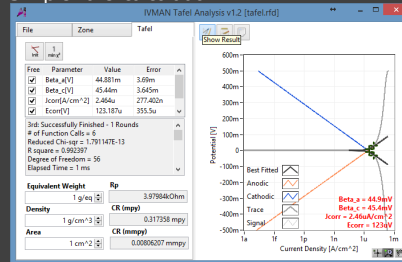 IVMAN Tafel Analysis v1.2 [tafel.rfd]
File Zone Tafel
Init
Show Result
Free Parameter Value Error
Beta_a[V] 44.881m 3.69m
Beta_c[V] 45.44m 3.63m
Jcorr[A/cm^2] 2.464u 277.402n
Ecorr[V] 123.187u 355.5u
3rd: Successfully Finished - 1 Rounds
# of Function Calls = 6
Reduced Chi-sqr = 1.791147E-13
R square = 0.992397
Degree of Freedom = 56
Elapsed Time = 1 ms
Equivalent Weight Rp
1 g/eq 3.97984kOhm
Density CR (mpy)
1 g/cm^3 0.317358 mpy
Area CR (mmpy)
1 cm^2 0.00806207 mmpy
Potential [V]
600m
500m
400m
300m
200m
100m
0
-100m
-200m
-300m
-400m
-500m
-600m
Best Fitted
Anodic
Cathodic
Trace
Signal
Beta_a = 44.9mV
Beta_c = 45.4mV
Jcorr = 2.46uA/cm^2
Ecorr = 123uV
1a 1f 1p 1n 1u 1m
Current Density [A/cm^2]